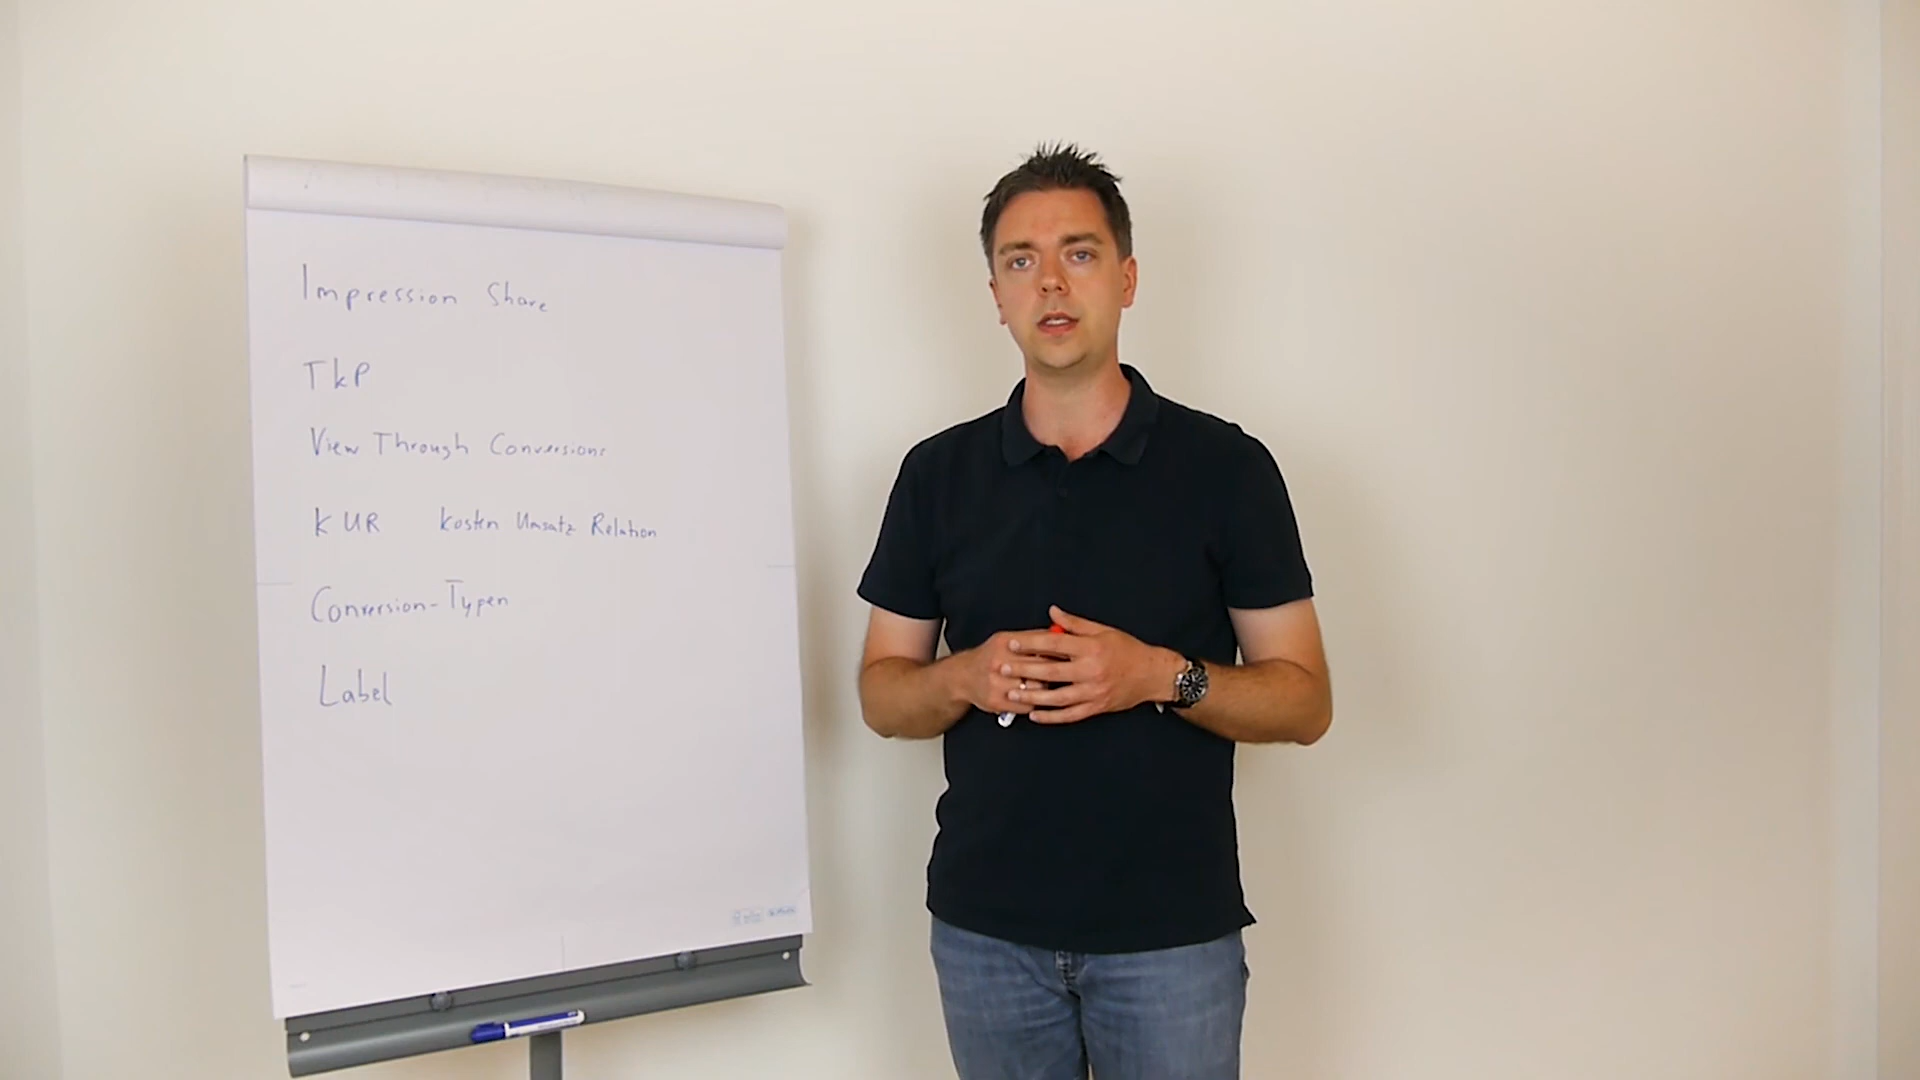 Impression Share
TkP
View Through Conversions
KUR Kosten Umsatz Relation
Conversion-Typen
Label